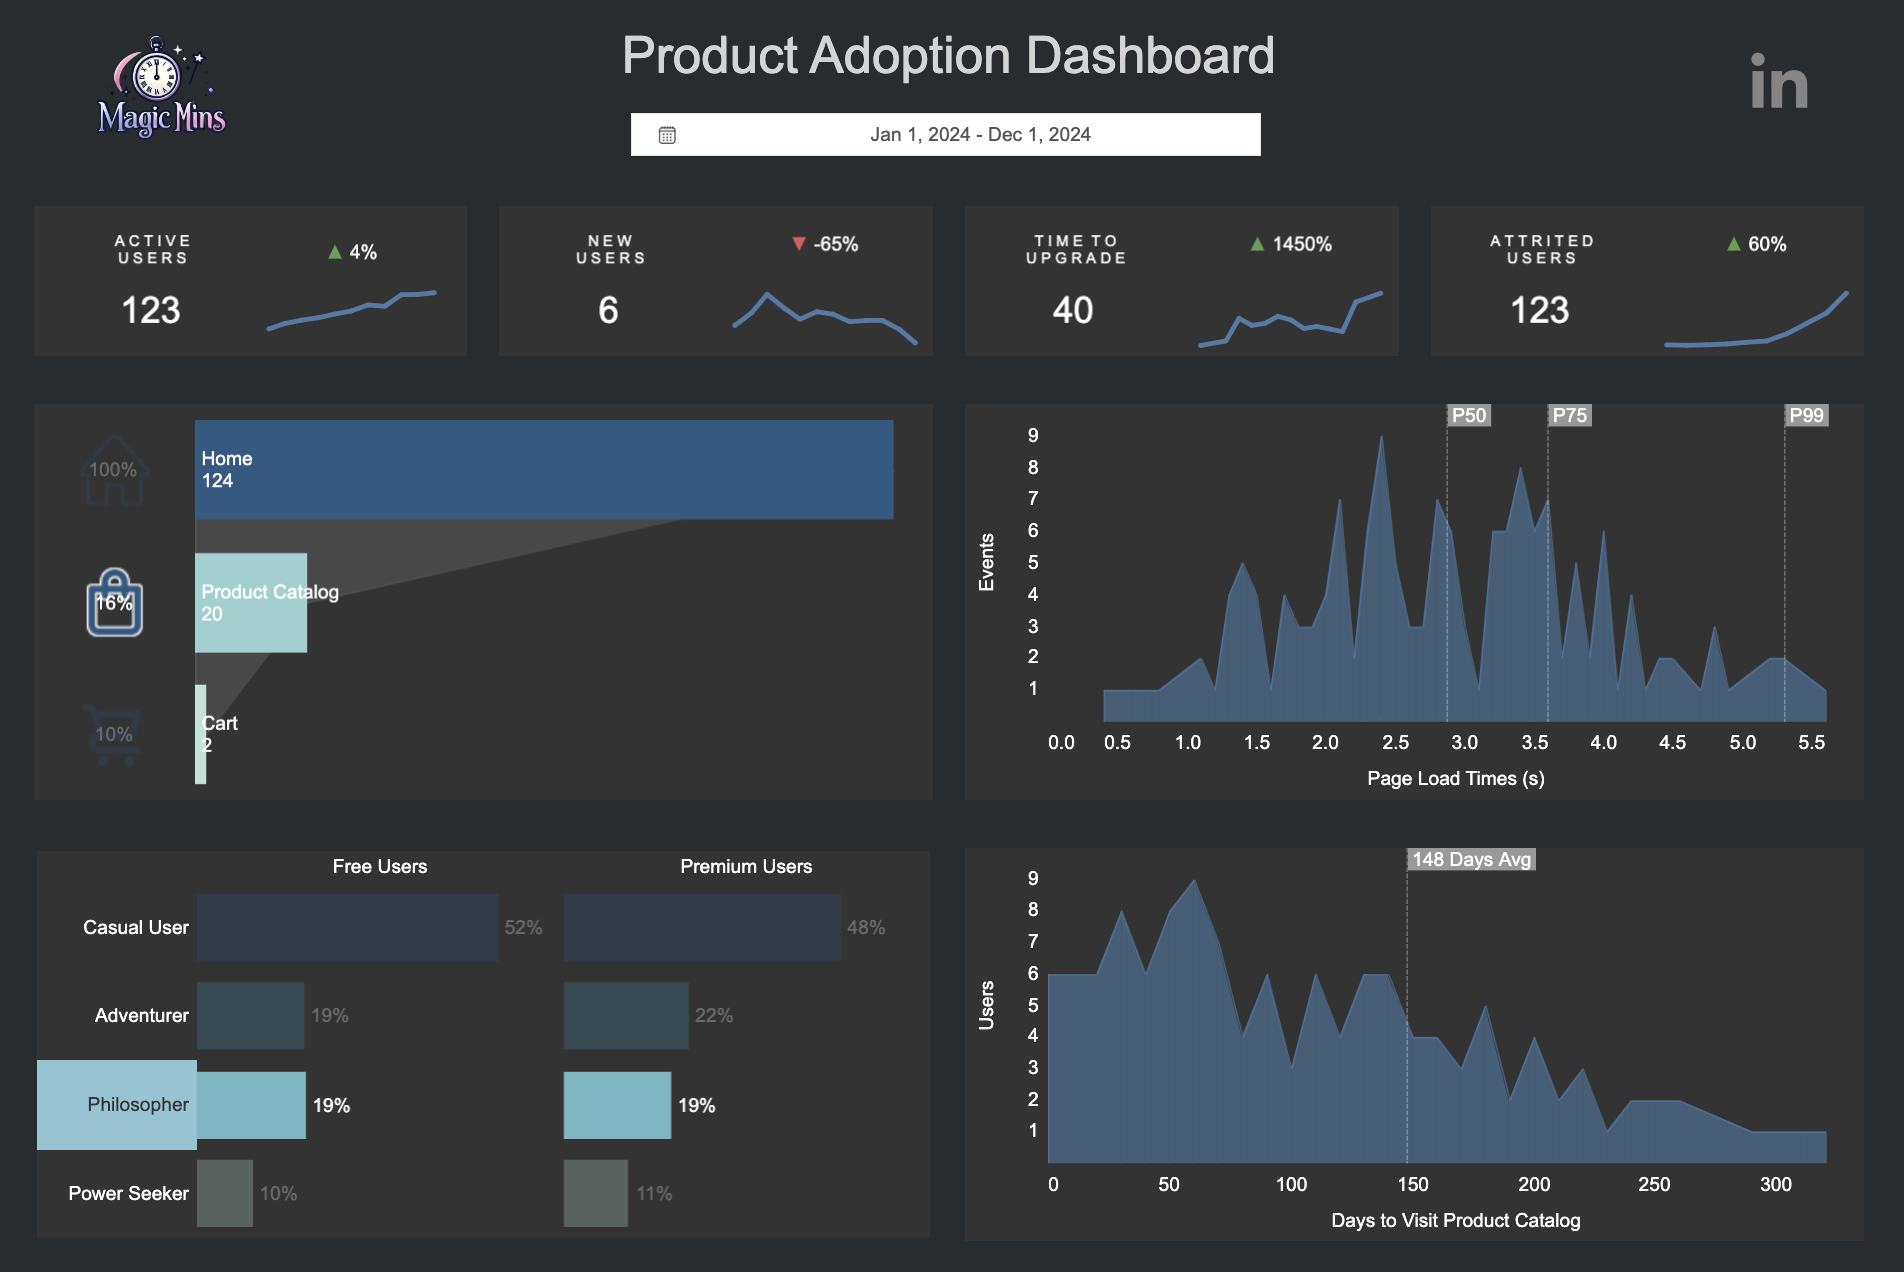 Magic Mins
Product Adoption Dashboard
in
Jan 1, 2024 - Dec 1, 2024
ACTIVE
USERS
123
▲ 4%
NEW
USERS
6
▼ -65%
TIME TO
UPGRADE
40
▲ 1450%
ATTRITED
USERS
123
▲ 60%
100%
Home
124
16%
Product Catalog
20
10%
Cart
2
P50
P75
P99
Events
9
8
7
6
5
4
3
2
1
0.0 0.5 1.0 1.5 2.0 2.5 3.0 3.5 4.0 4.5 5.0 5.5
Page Load Times (s)
Free Users
Premium Users
Casual User 52% 48%
Adventurer 19% 22%
Philosopher 19% 19%
Power Seeker 10% 11%
148 Days Avg
Users
9
8
7
6
5
4
3
2
1
0 50 100 150 200 250 300
Days to Visit Product Catalog